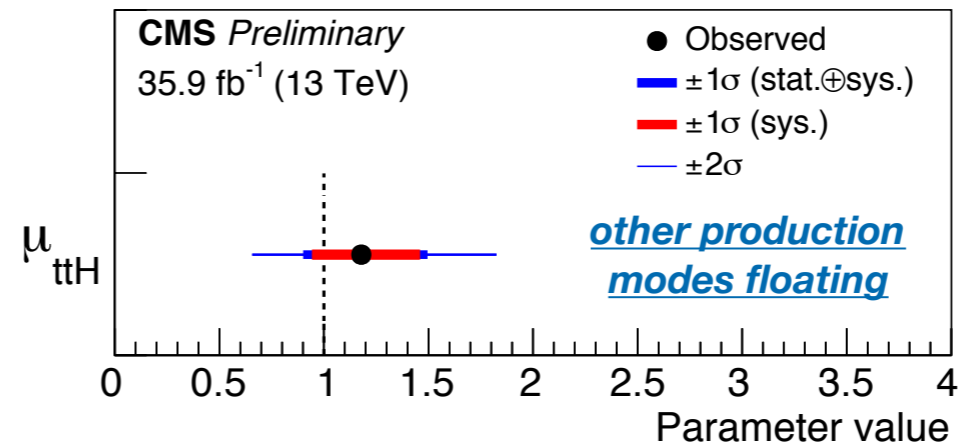 CMS Preliminary
35.9 fb⁻¹ (13 TeV)
Observed
±1σ (stat.⊕sys.)
±1σ (sys.)
±2σ
other production
modes floating
μ
ttH
0 0.5 1 1.5 2 2.5 3 3.5 4
Parameter value